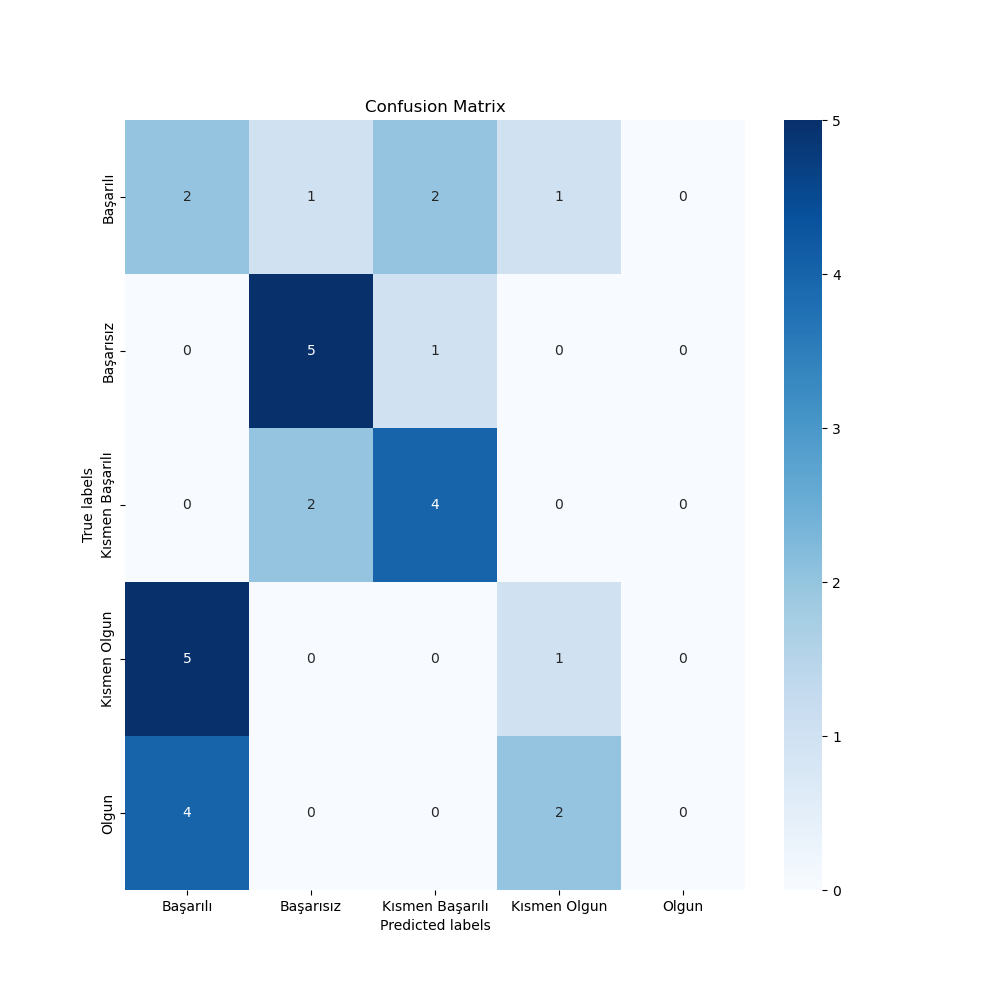 Confusion Matrix
True labels
Başarılı
2 1 2 1 0
Başarısız
0 5 1 0 0
Kısmen Başarılı
0 2 4 0 0
Kısmen Olgun
5 0 0 1 0
Olgun
4 0 0 2 0
Başarılı Başarısız Kısmen Başarılı Kısmen Olgun Olgun
Predicted labels
5
4
3
2
1
0